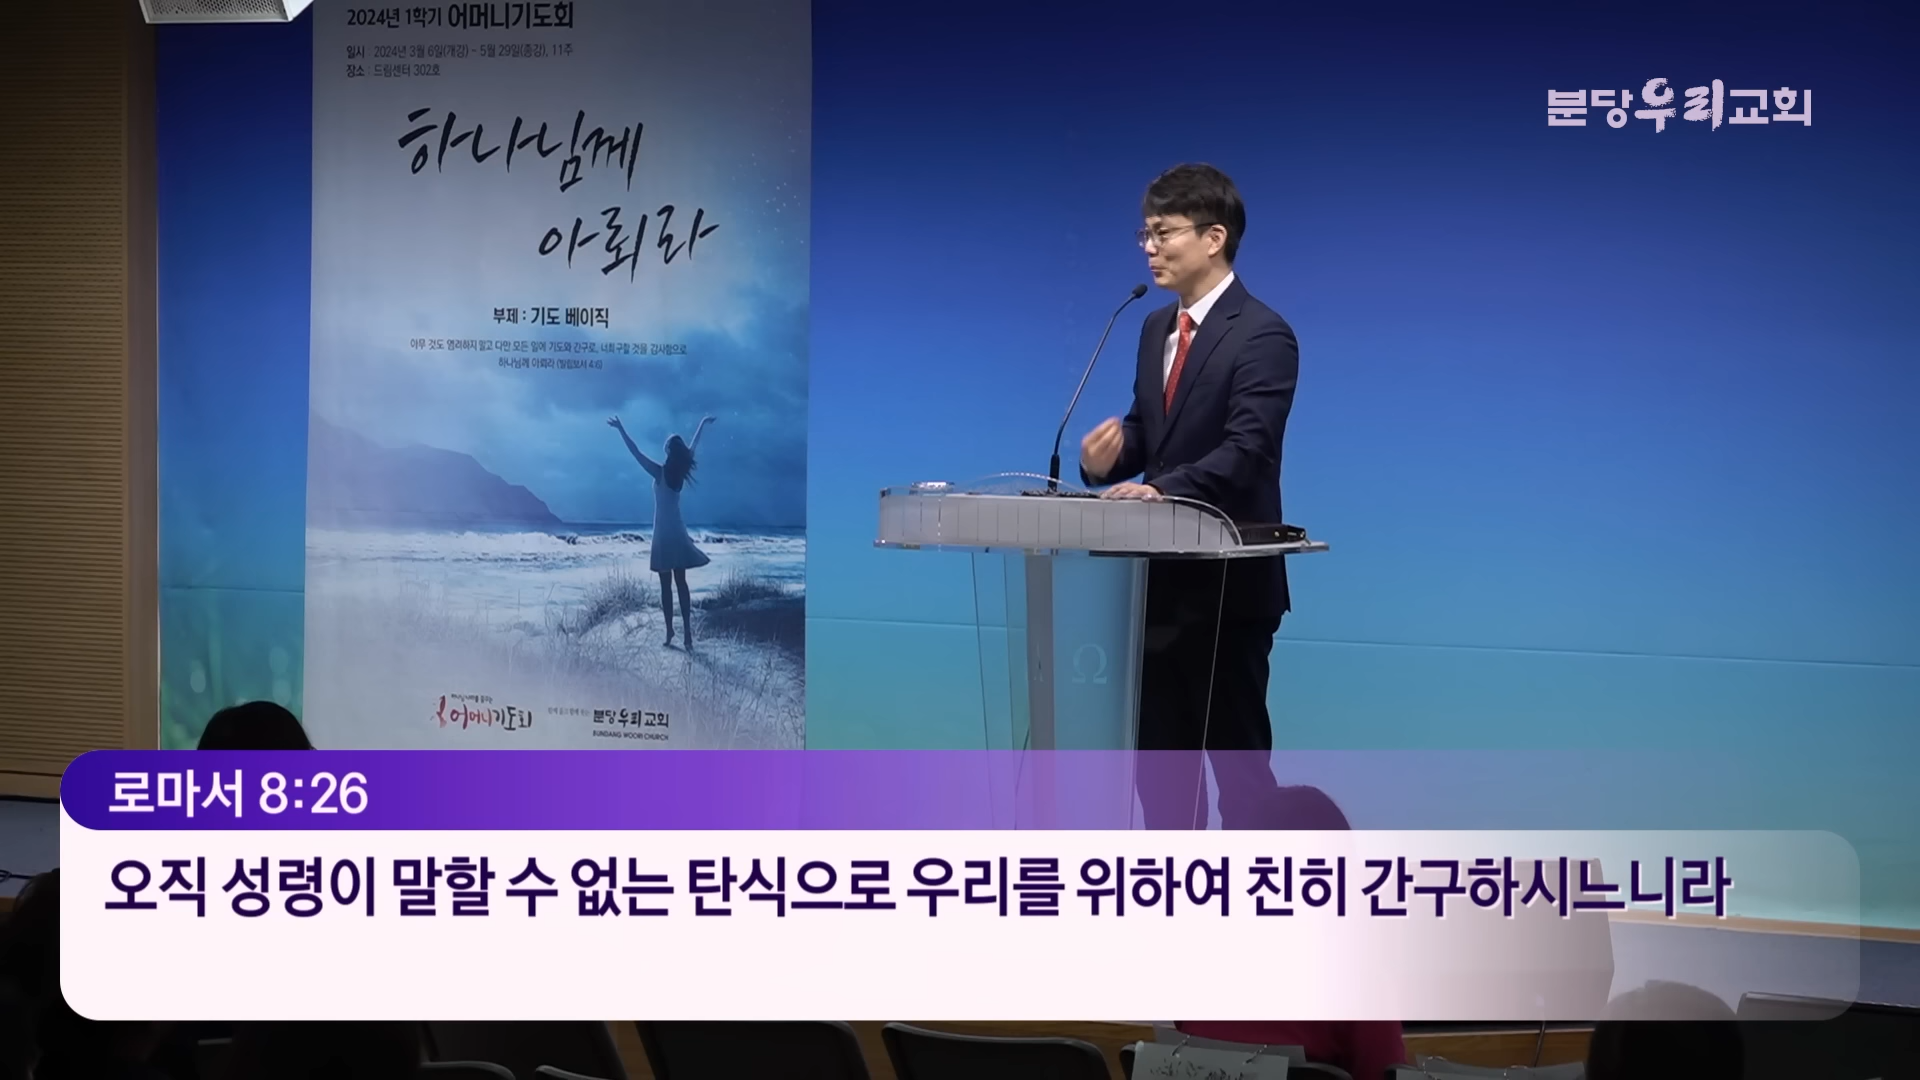 2024년 1학기 어머니기도회
일시 : 2024년 3월 6일(개강) - 5월 29일(종강), 11주
장소 : 드림센터 302호
하나님께
아뢰라
부제 : 기도 베이직
아무 것도 염려하지 말고 다만 모든 일에 기도와 간구로, 너희 구할 것을 감사함으로
하나님께 아뢰라 (빌립보서 4:6)
어머니기도회
분당우리교회
BUNDANG WOORI CHURCH
분당우리교회
Ω
로마서 8:26
오직 성령이 말할 수 없는 탄식으로 우리를 위하여 친히 간구하시느니라